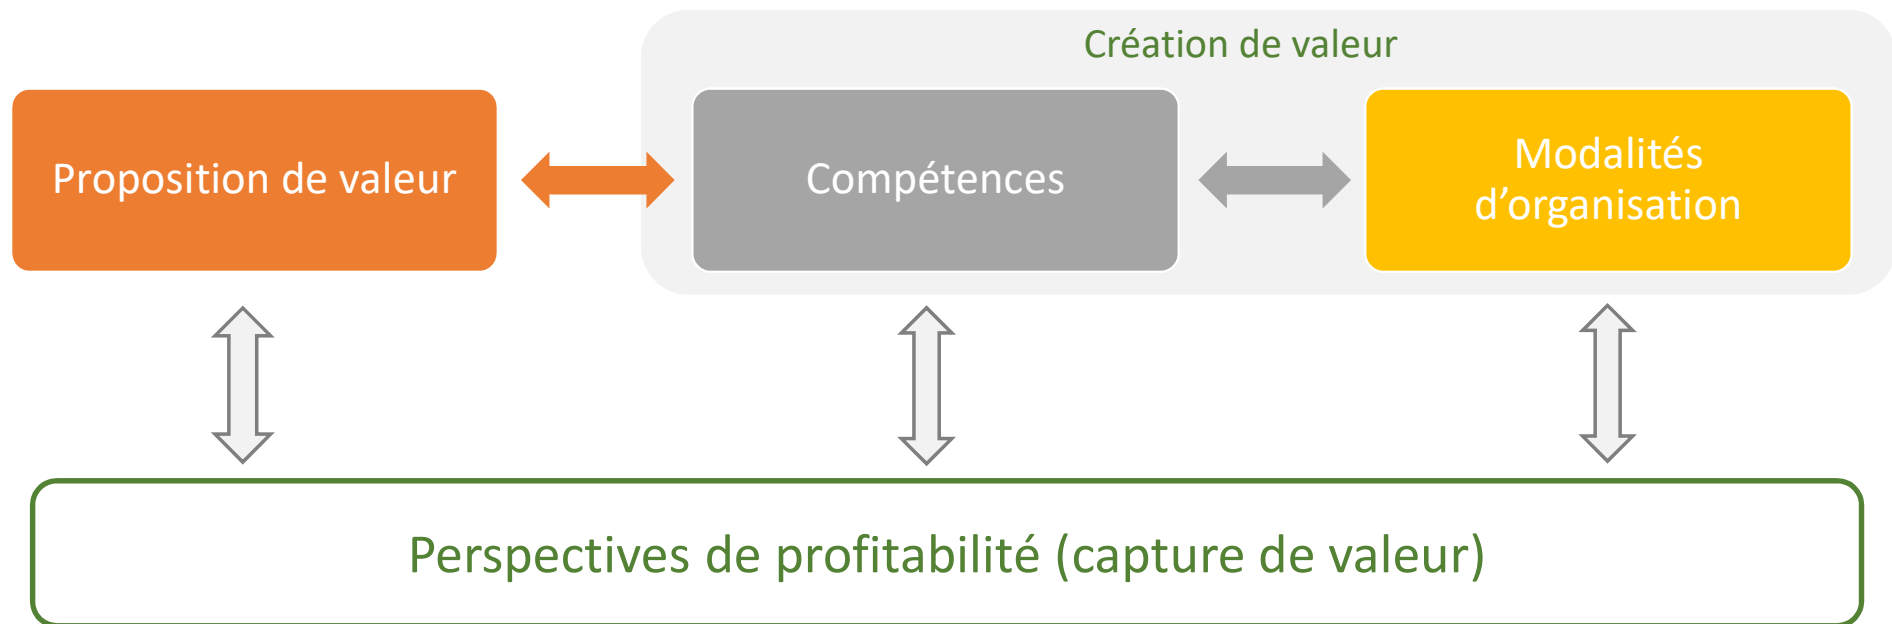 Création de valeur
Proposition de valeur
Compétences
Modalités
d’organisation
Perspectives de profitabilité (capture de valeur)